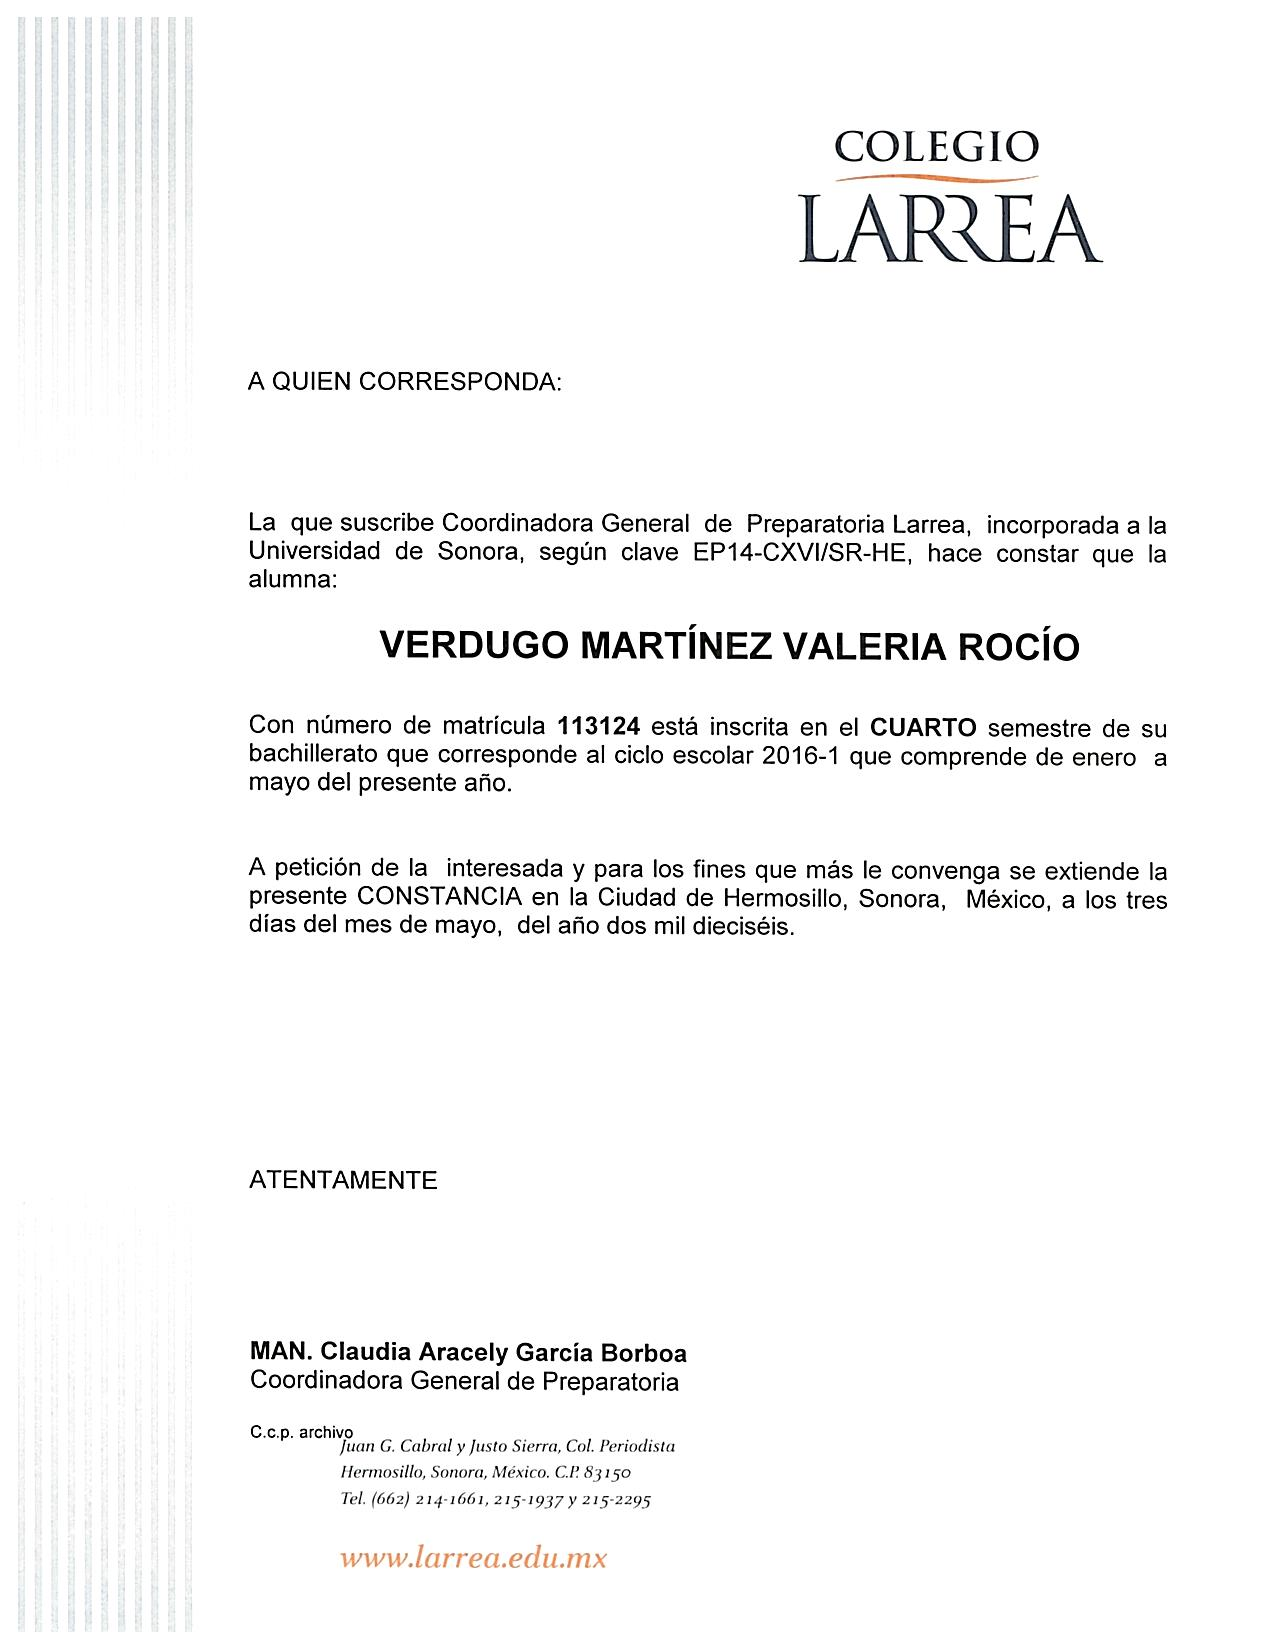 COLEGIO
LARREA
A QUIEN CORRESPONDA:
La que suscribe Coordinadora General de Preparatoria Larrea, incorporada a la
Universidad de Sonora, según clave EP14-CXVI/SR-HE, hace constar que la
alumna:
VERDUGO MARTÍNEZ VALERIA ROCÍO
Con número de matrícula 113124 está inscrita en el CUARTO semestre de su
bachillerato que corresponde al ciclo escolar 2016-1 que comprende de enero a
mayo del presente año.
A petición de la interesada y para los fines que más le convenga se extiende la
presente CONSTANCIA en la Ciudad de Hermosillo, Sonora, México, a los tres
días del mes de mayo, del año dos mil dieciséis.
ATENTAMENTE
MAN. Claudia Aracely García Borboa
Coordinadora General de Preparatoria
C.c.p. archivo
Juan G. Cabral y Justo Sierra, Col. Periodista
Hermosillo, Sonora, México. C.P. 83150
Tel. (662) 214-1661, 215-1937 y 215-2295
www.larrea.edu.mx